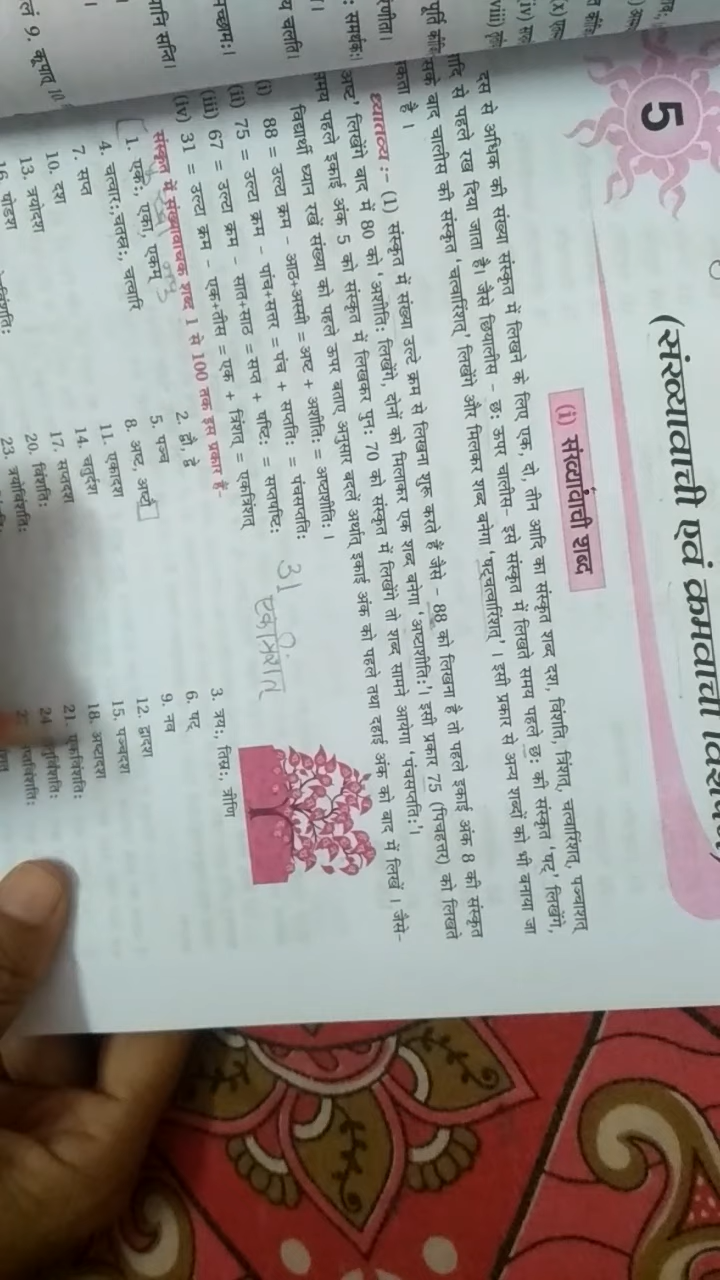 5
(संख्यावाची एवं क्रमवाची
(i) संख्यावाची शब्द
दस से अधिक की संख्या संस्कृत में लिखने के लिए एक, दो, तीन आदि का संस्कृत शब्द दश, विंशति, त्रिंशत्, चत्वारिंशत्, पञ्चाशत्
आदि से पहले रख दिया जाता है। जैसे छियालीस - छः ऊपर चालीस- इसे संस्कृत में लिखते समय पहले छः की संस्कृत 'षट्' लिखेंगे,
सके बाद चालीस की संस्कृत 'चत्वारिंशत्' लिखेंगे और मिलकर शब्द बनेगा 'षट्चत्वारिंशत्'। इसी प्रकार से अन्य शब्दों को भी बनाया जा
कता है।
ध्यातव्य :- (1) संस्कृत में संख्या उल्टे क्रम से लिखना शुरू करते हैं जैसे - 88 को लिखना है तो पहले इकाई अंक 8 की संस्कृत
अष्ट' लिखेंगे बाद में 80 को 'अशीतिः लिखेंगे, दोनों को मिलाकर एक शब्द बनेगा 'अष्टाशीतिः'। इसी प्रकार 75 (पिचहत्तर) को लिखते
समय पहले इकाई अंक 5 को संस्कृत में लिखकर पुनः 70 को संस्कृत में लिखेंगे तो शब्द सामने आयेगा 'पंचसप्ततिः'।
विद्यार्थी ध्यान रखें संख्या को पहले ऊपर बताए अनुसार बदलें अर्थात् इकाई अंक को पहले तथा दहाई अंक को बाद में लिखें । जैसे-
(i) 88 = उल्टा क्रम - आठ+अस्सी = अष्ट + अशीतिः = अष्टाशीतिः ।
(ii) 75 = उल्टा क्रम - पांच+सत्तर = पंच + सप्ततिः = पंचसप्ततिः
(iii) 67 = उल्टा क्रम - सात+साठ = सप्त + षष्टिः = सप्तषष्टिः
(iv) 31 = उल्टा क्रम - एक+तीस = एक + त्रिंशत् = एकत्रिंशत्
31
एकत्रिंशत्
संस्कृत में संख्यावाचक शब्द 1 से 100 तक इस प्रकार है-
1. एकः, एका, एकम् 2. द्वौ, द्वे 3. त्रयः, तिस्रः, त्रीणि
4. चत्वारः, चतस्रः, चत्वारि 5. पञ्च 6. षट्
7. सप्त 8. अष्ट, अष्टौ 9. नव
10. दश 11. एकादश 12. द्वादश
13. त्रयोदश 14. चतुर्दश 15. पञ्चदश
16. षोडश 17. सप्तदश 18. अष्टादश
20. विंशतिः 21. एकविंशतिः
23. त्रयोविंशतिः